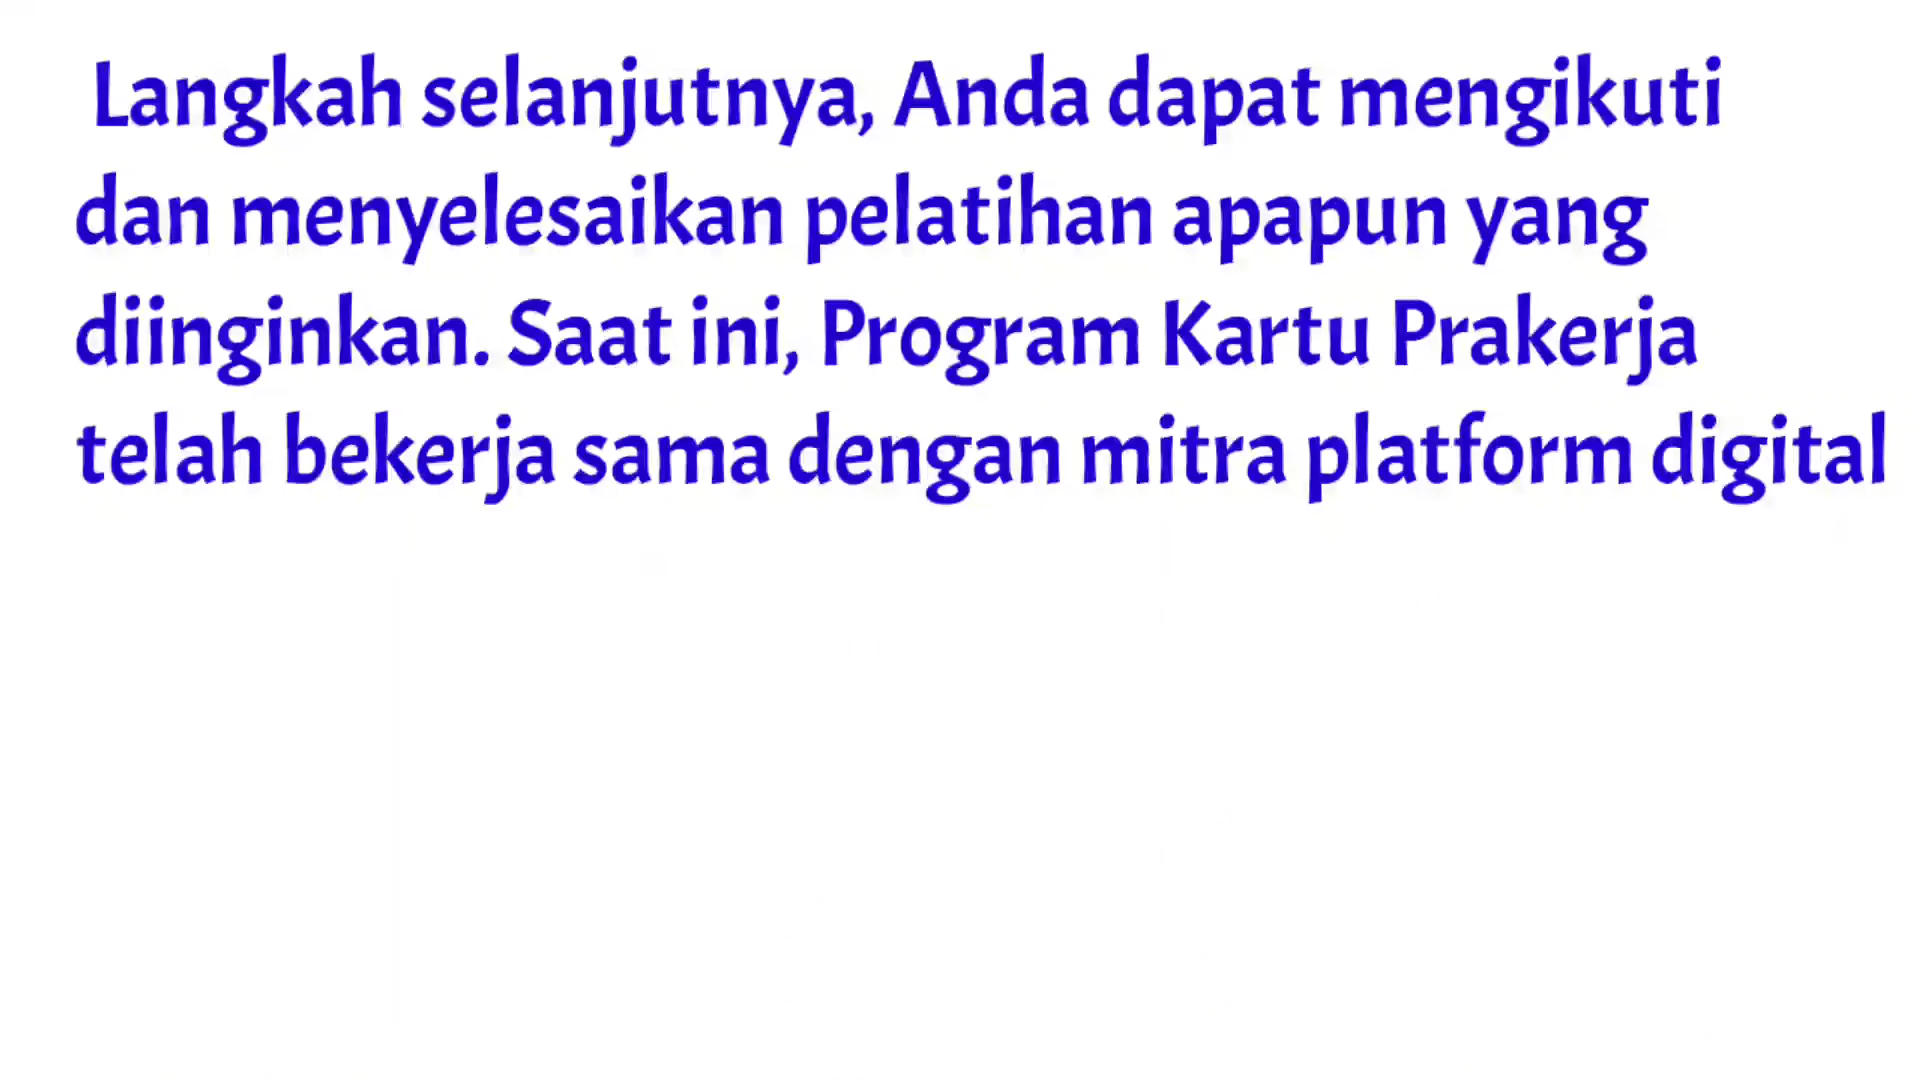 Langkah selanjutnya, Anda dapat mengikuti
dan menyelesaikan pelatihan apapun yang
diinginkan. Saat ini, Program Kartu Prakerja
telah bekerja sama dengan mitra platform digital